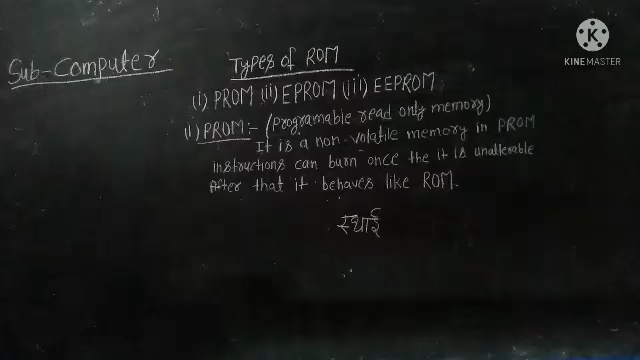 Sub-Computer
Types of ROM
(i) PROM (ii) EPROM (iii) EEPROM
(i) PROM :- (Programable read only memory)
It is a non-volatile memory in PROM
instructions can burn once the it is unalterable
After that it behaves like ROM.
स्थाई
K
KINEMASTER